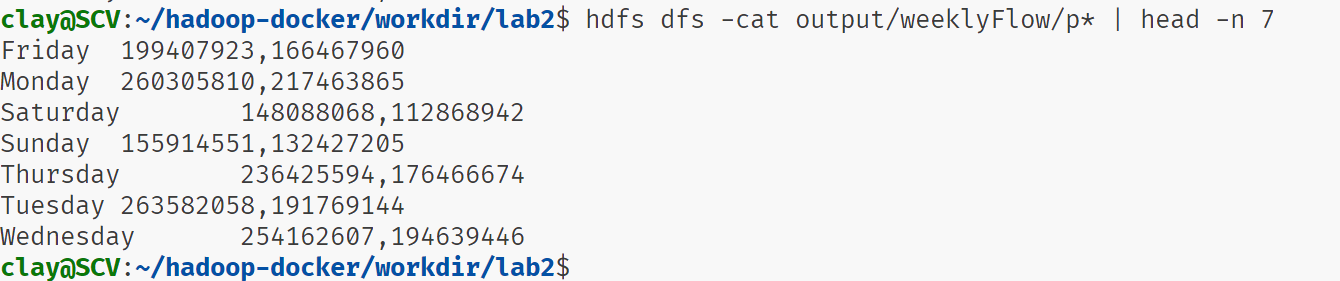 clay@SCV:~/hadoop-docker/workdir/lab2$ hdfs dfs -cat output/weeklyFlow/p* | head -n 7
Friday  199407923,166467960
Monday  260305810,217463865
Saturday        148088068,112868942
Sunday  155914551,132427205
Thursday        236425594,176466674
Tuesday 263582058,191769144
Wednesday       254162607,194639446
clay@SCV:~/hadoop-docker/workdir/lab2$